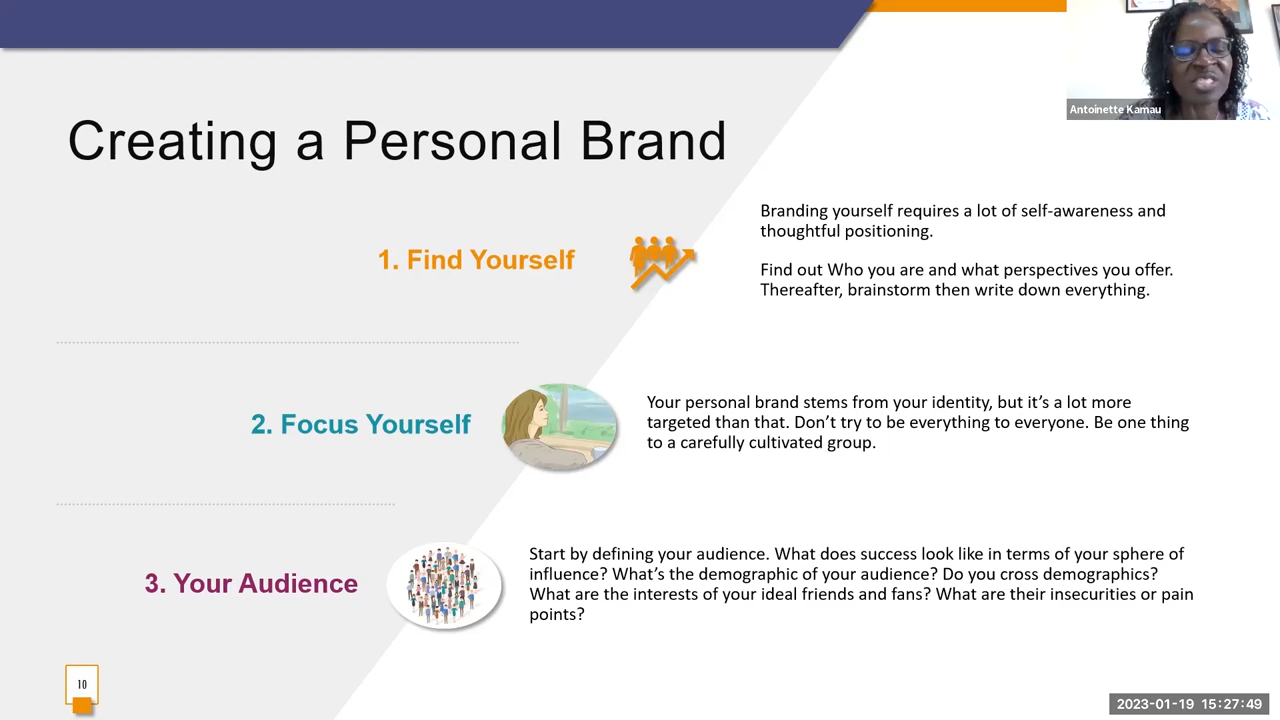 Antoinette Kamau
Creating a Personal Brand
1. Find Yourself
Branding yourself requires a lot of self-awareness and
thoughtful positioning.
Find out Who you are and what perspectives you offer.
Thereafter, brainstorm then write down everything.
2. Focus Yourself
Your personal brand stems from your identity, but it’s a lot more
targeted than that. Don’t try to be everything to everyone. Be one thing
to a carefully cultivated group.
3. Your Audience
Start by defining your audience. What does success look like in terms of your sphere of
influence? What’s the demographic of your audience? Do you cross demographics?
What are the interests of your ideal friends and fans? What are their insecurities or pain
points?
10
2023-01-19 15:27:49